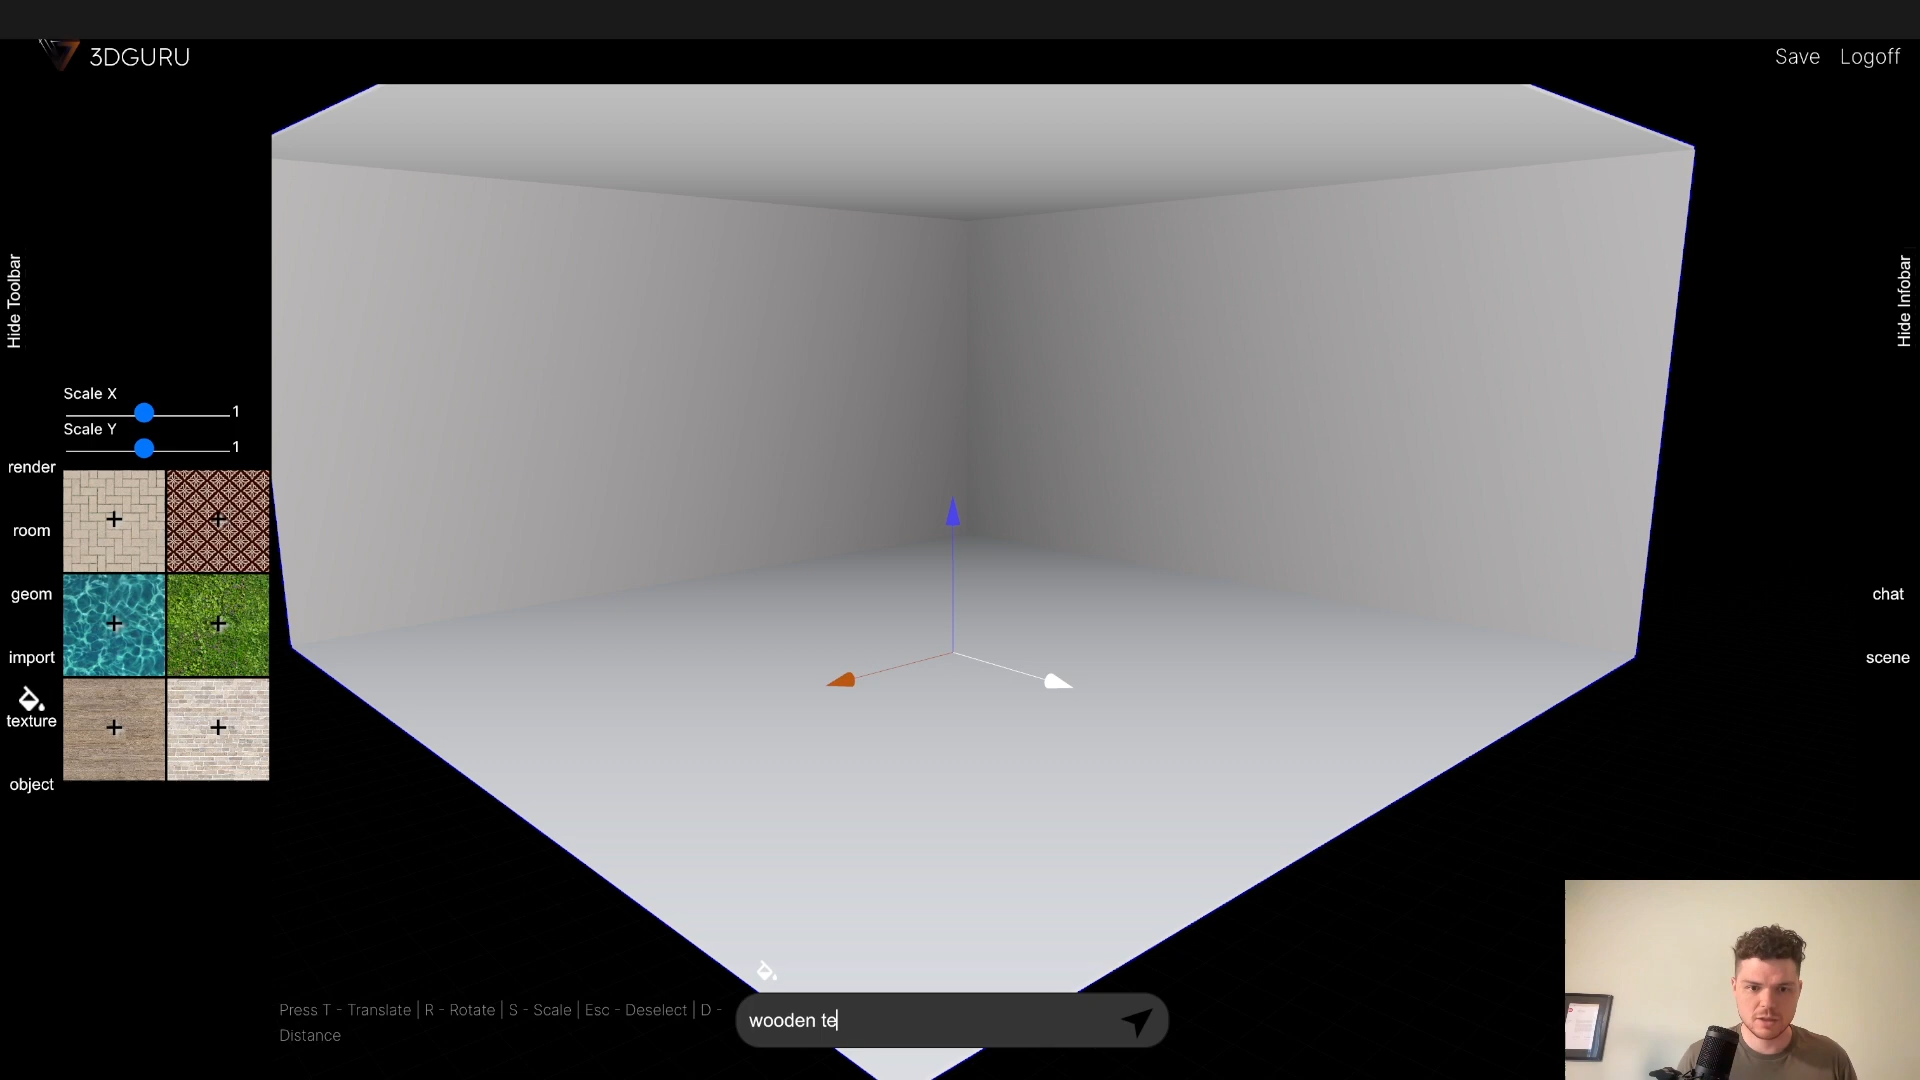 3DGURU
Save Logoff
Hide Toolbar
Hide Infobar
Scale X
1
Scale Y
1
render
room
geom
import
texture
object
chat
scene
Press T - Translate | R - Rotate | S - Scale | Esc - Deselect | D -
Distance
wooden te